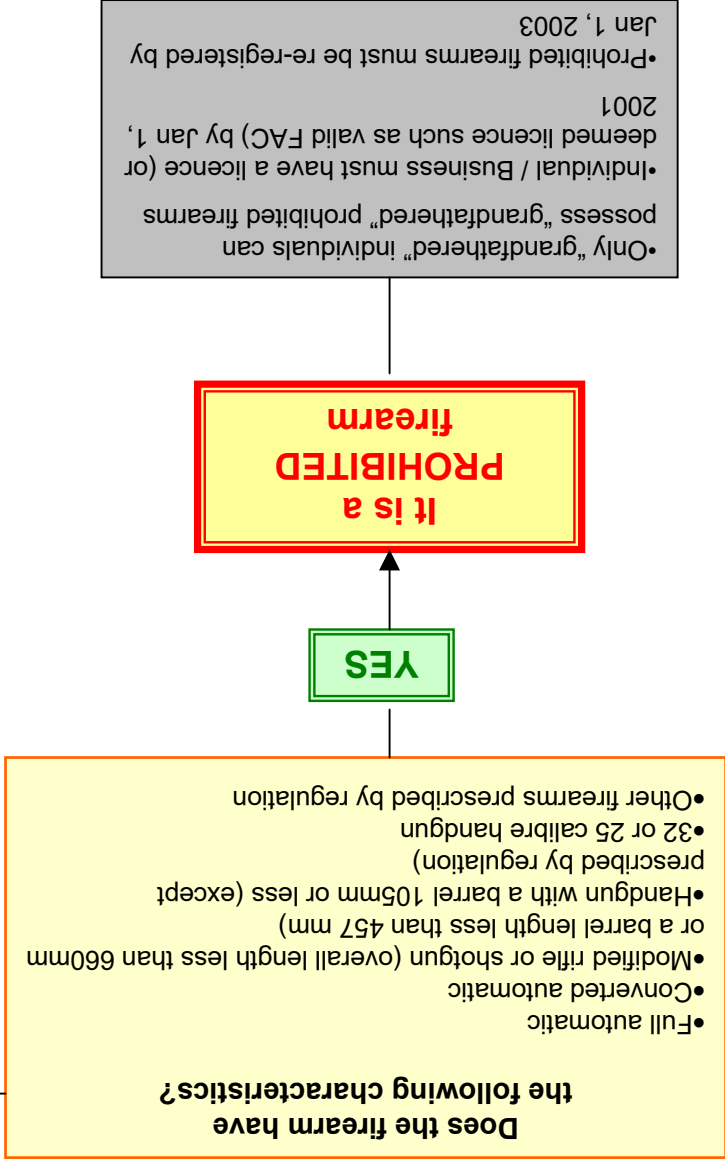 Does the firearm have
the following characteristics?
•Full automatic
•Converted automatic
•Modified rifle or shotgun (overall length less than 660mm
or a barrel length less than 457 mm)
•Handgun with a barrel 105mm or less (except
prescribed by regulation)
•32 or 25 calibre handgun
•Other firearms prescribed by regulation
YES
It is a
PROHIBITED
firearm
•Only "grandfathered" individuals can
possess "grandfathered" prohibited firearms
•Individual / Business must have a licence (or
deemed licence such as valid FAC) by Jan 1,
2001
•Prohibited firearms must be re-registered by
Jan 1, 2003